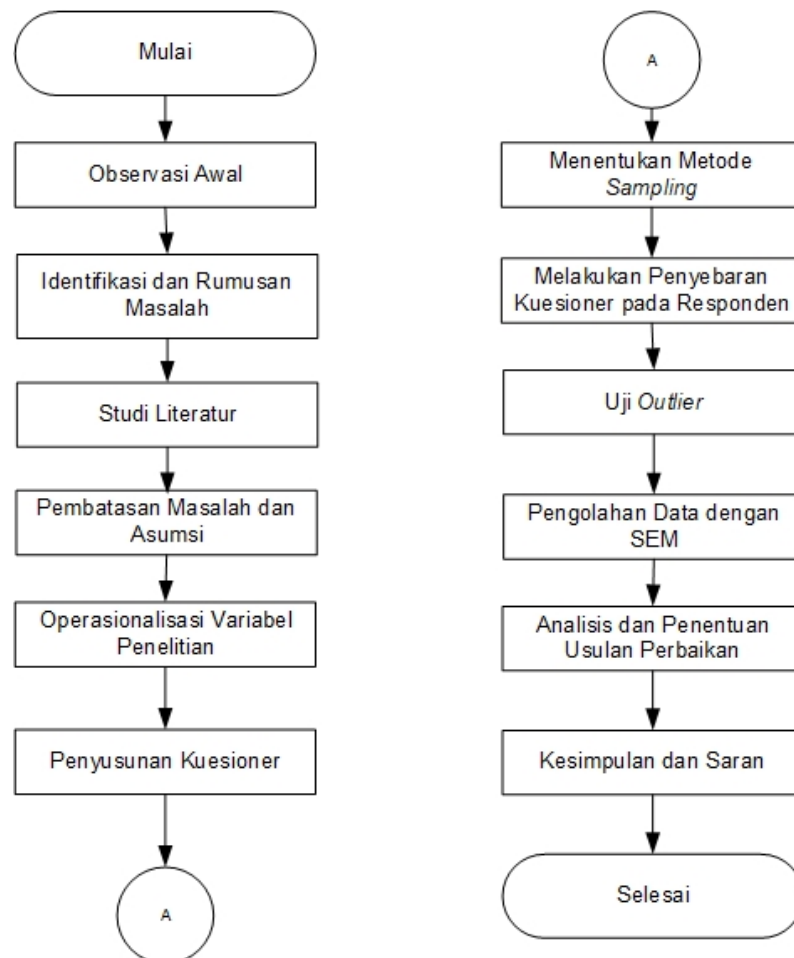 Mulai
Observasi Awal
Identifikasi dan Rumusan
Masalah
Studi Literatur
Pembatasan Masalah dan
Asumsi
Operasionalisasi Variabel
Penelitian
Penyusunan Kuesioner
A
A
Menentukan Metode
Sampling
Melakukan Penyebaran
Kuesioner pada Responden
Uji Outlier
Pengolahan Data dengan
SEM
Analisis dan Penentuan
Usulan Perbaikan
Kesimpulan dan Saran
Selesai